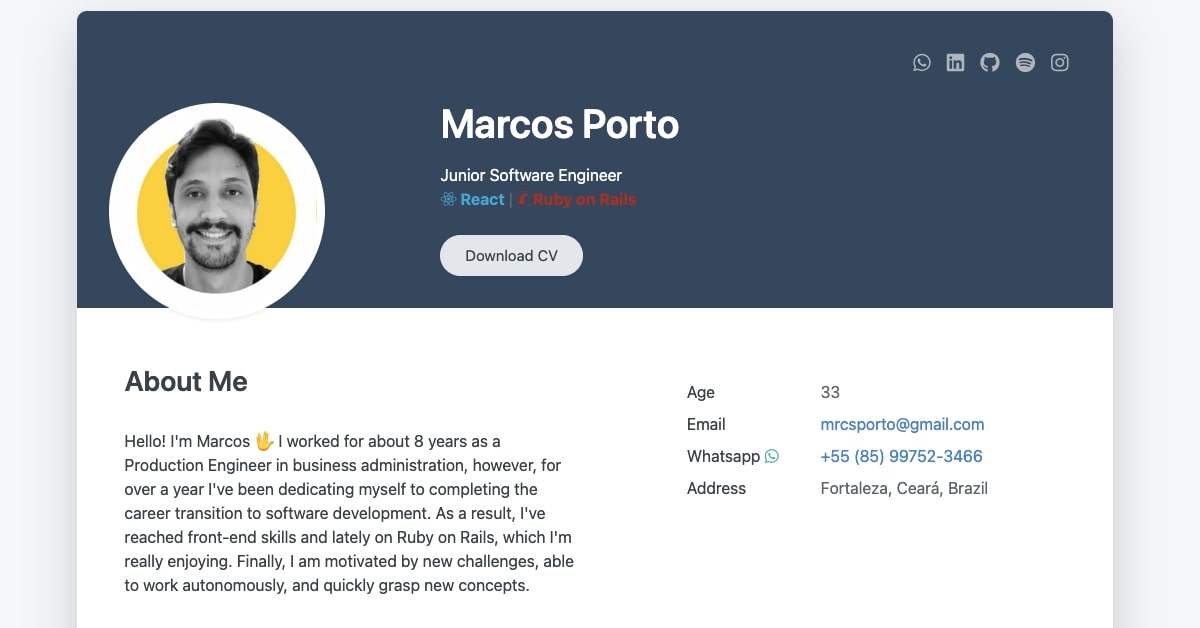 Marcos Porto
Junior Software Engineer
React | Ruby on Rails
Download CV
About Me
Hello! I'm Marcos 🖖 I worked for about 8 years as a
Production Engineer in business administration, however, for
over a year I've been dedicating myself to completing the
career transition to software development. As a result, I've
reached front-end skills and lately on Ruby on Rails, which I'm
really enjoying. Finally, I am motivated by new challenges, able
to work autonomously, and quickly grasp new concepts.
Age 33
Email mrcsporto@gmail.com
Whatsapp +55 (85) 99752-3466
Address Fortaleza, Ceará, Brazil